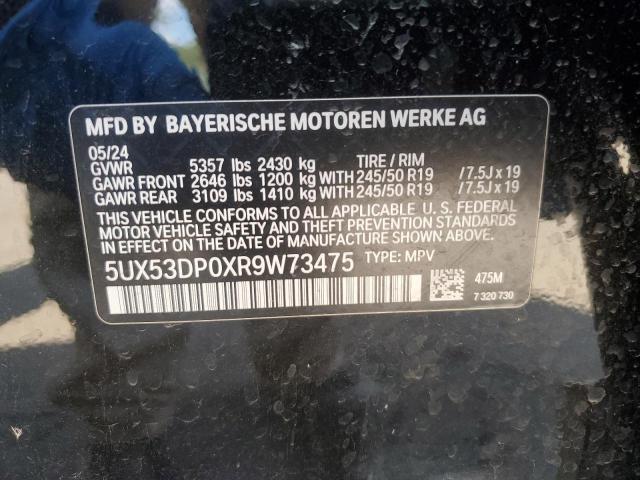 MFD BY BAYERISCHE MOTOREN WERKE AG
05/24
GVWR 5357 lbs 2430 kg TIRE / RIM
GAWR FRONT 2646 lbs 1200 kg WITH 245/50 R19 /7.5J x 19
GAWR REAR 3109 lbs 1410 kg WITH 245/50 R19 /7.5J x 19
THIS VEHICLE CONFORMS TO ALL APPLICABLE U. S. FEDERAL
MOTOR VEHICLE SAFETY AND THEFT PREVENTION STANDARDS
IN EFFECT ON THE DATE OF MANUFACTURE SHOWN ABOVE.
5UX53DP0XR9W73475 TYPE: MPV
475M
7 320 730